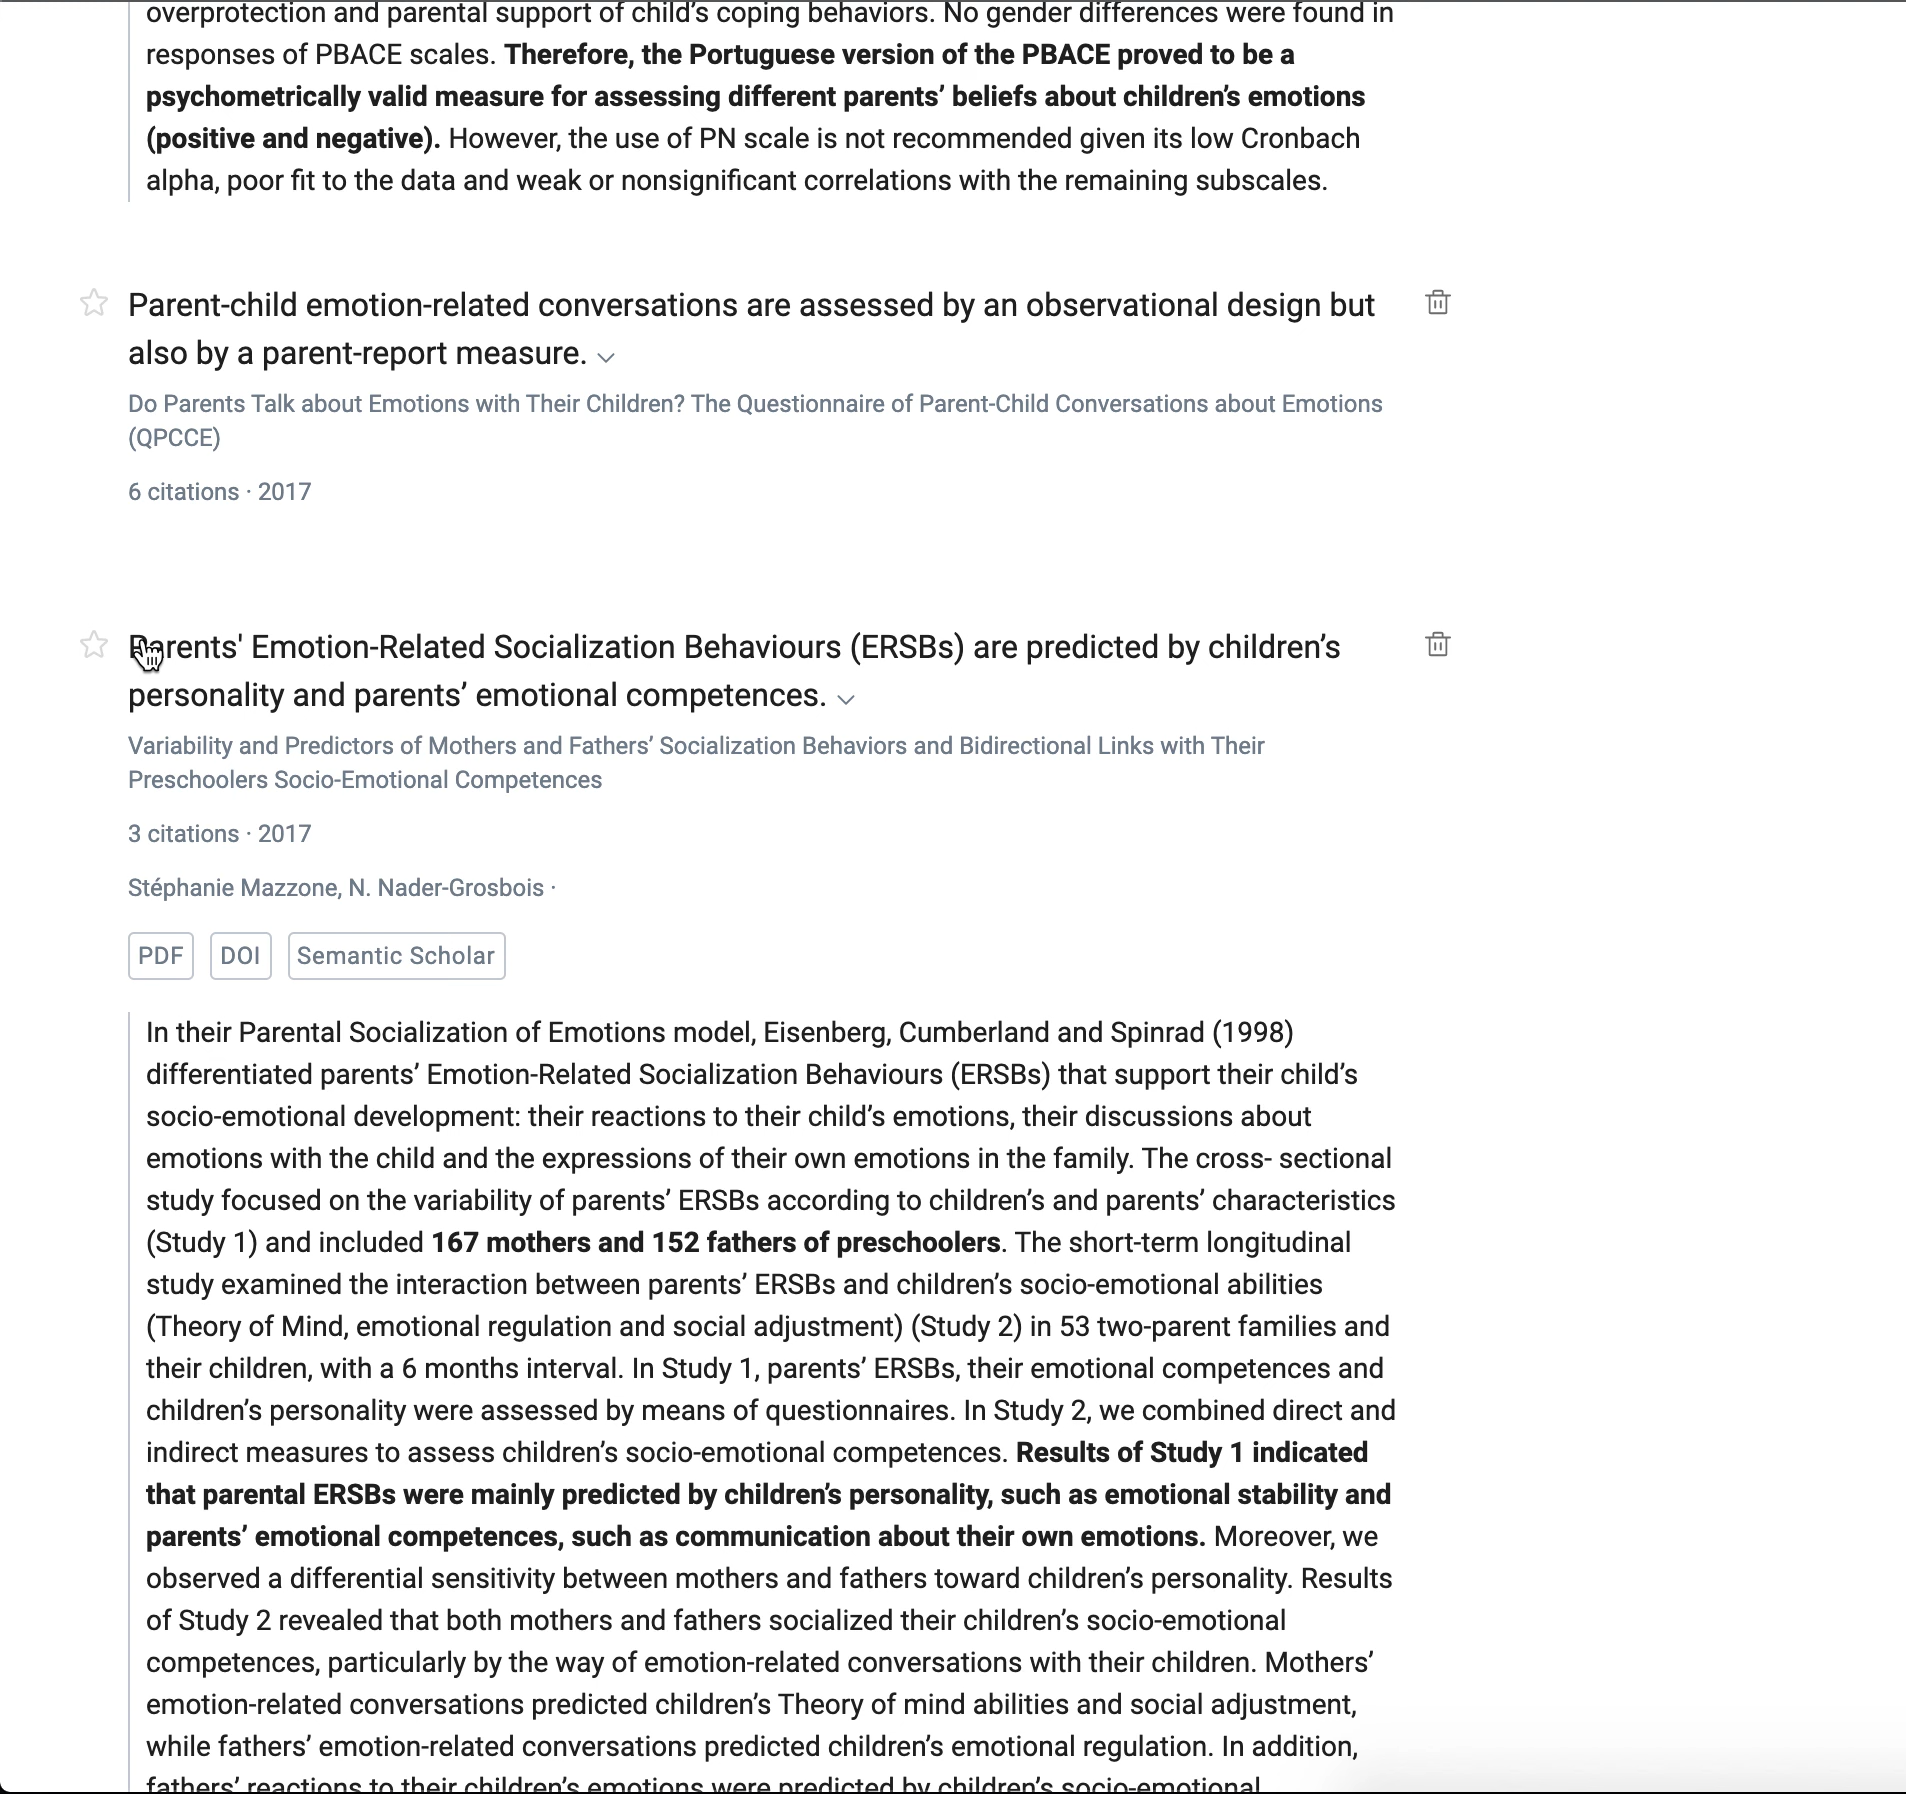 overprotection and parental support of child’s coping behaviors. No gender differences were found in
responses of PBACE scales. Therefore, the Portuguese version of the PBACE proved to be a
psychometrically valid measure for assessing different parents’ beliefs about children’s emotions
(positive and negative). However, the use of PN scale is not recommended given its low Cronbach
alpha, poor fit to the data and weak or nonsignificant correlations with the remaining subscales.
Parent-child emotion-related conversations are assessed by an observational design but
also by a parent-report measure.
Do Parents Talk about Emotions with Their Children? The Questionnaire of Parent-Child Conversations about Emotions
(QPCCE)
6 citations · 2017
Parents' Emotion-Related Socialization Behaviours (ERSBs) are predicted by children’s
personality and parents’ emotional competences.
Variability and Predictors of Mothers and Fathers’ Socialization Behaviors and Bidirectional Links with Their
Preschoolers Socio-Emotional Competences
3 citations · 2017
Stéphanie Mazzone, N. Nader-Grosbois ·
PDF DOI Semantic Scholar
In their Parental Socialization of Emotions model, Eisenberg, Cumberland and Spinrad (1998)
differentiated parents’ Emotion-Related Socialization Behaviours (ERSBs) that support their child’s
socio-emotional development: their reactions to their child’s emotions, their discussions about
emotions with the child and the expressions of their own emotions in the family. The cross- sectional
study focused on the variability of parents’ ERSBs according to children’s and parents’ characteristics
(Study 1) and included 167 mothers and 152 fathers of preschoolers. The short-term longitudinal
study examined the interaction between parents’ ERSBs and children’s socio-emotional abilities
(Theory of Mind, emotional regulation and social adjustment) (Study 2) in 53 two-parent families and
their children, with a 6 months interval. In Study 1, parents’ ERSBs, their emotional competences and
children’s personality were assessed by means of questionnaires. In Study 2, we combined direct and
indirect measures to assess children’s socio-emotional competences. Results of Study 1 indicated
that parental ERSBs were mainly predicted by children’s personality, such as emotional stability and
parents’ emotional competences, such as communication about their own emotions. Moreover, we
observed a differential sensitivity between mothers and fathers toward children’s personality. Results
of Study 2 revealed that both mothers and fathers socialized their children’s socio-emotional
competences, particularly by the way of emotion-related conversations with their children. Mothers’
emotion-related conversations predicted children’s Theory of mind abilities and social adjustment,
while fathers’ emotion-related conversations predicted children’s emotional regulation. In addition,
fathers’ reactions to their children’s emotions were predicted by children’s socio-emotional